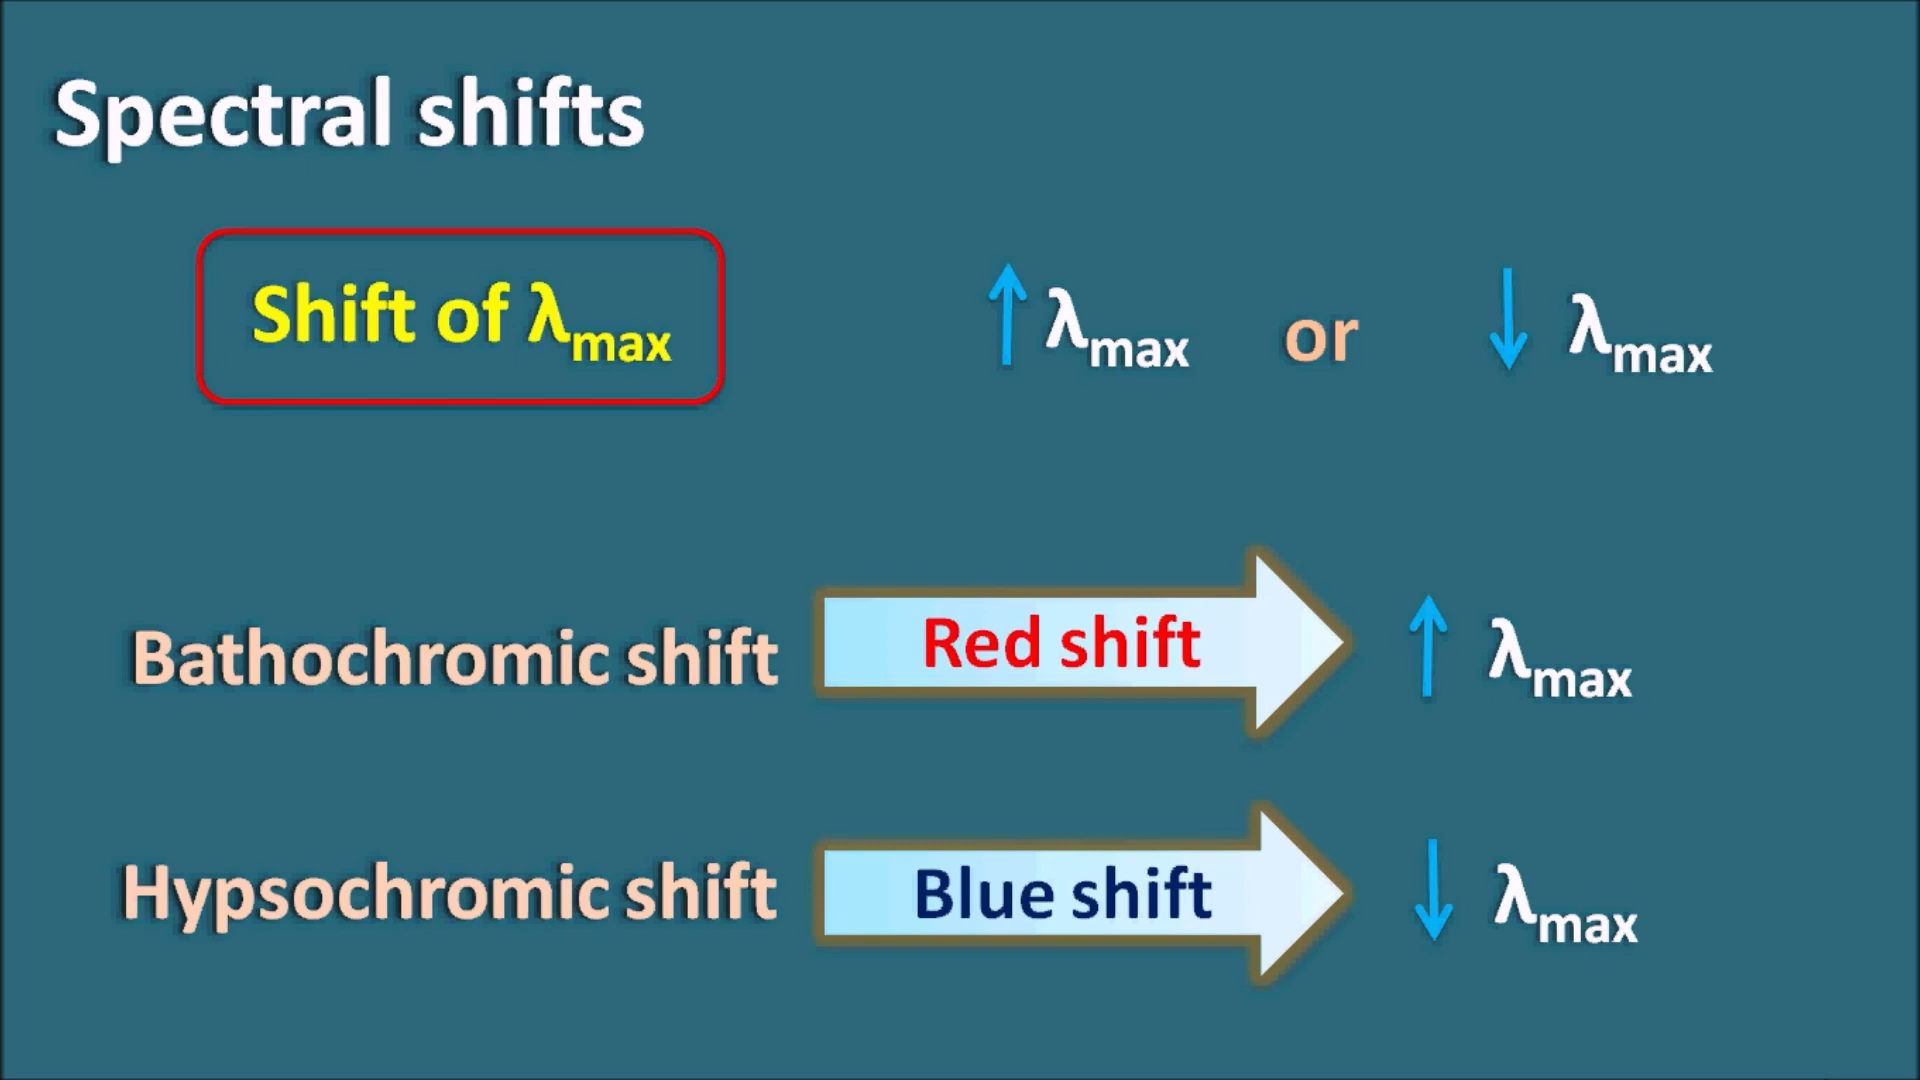 Spectral shifts
Shift of λmax ↑ λmax or ↓ λmax
Bathochromic shift Red shift ↑ λmax
Hypsochromic shift Blue shift ↓ λmax